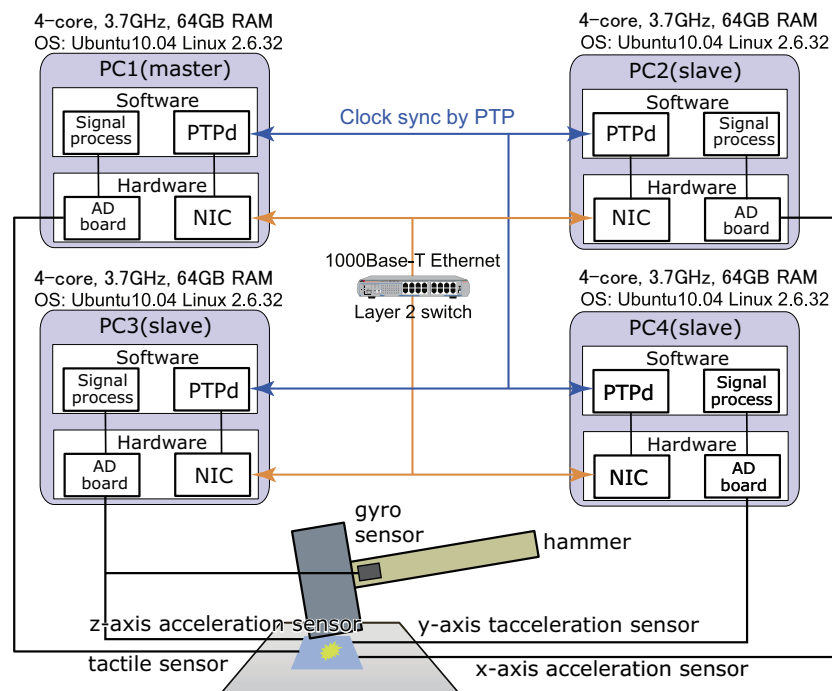 4-core, 3.7GHz, 64GB RAM
OS: Ubuntu10.04 Linux 2.6.32
PC1(master)
Software
Signal
process
PTPd
Hardware
AD
board
NIC
4-core, 3.7GHz, 64GB RAM
OS: Ubuntu10.04 Linux 2.6.32
PC2(slave)
Software
PTPd
Signal
process
Hardware
NIC
AD
board
Clock sync by PTP
1000Base-T Ethernet
Layer 2 switch
4-core, 3.7GHz, 64GB RAM
OS: Ubuntu10.04 Linux 2.6.32
PC3(slave)
Software
Signal
process
PTPd
Hardware
AD
board
NIC
4-core, 3.7GHz, 64GB RAM
OS: Ubuntu10.04 Linux 2.6.32
PC4(slave)
Software
PTPd
Signal
process
Hardware
NIC
AD
board
gyro
sensor
hammer
z-axis acceleration sensor
y-axis tacceleration sensor
tactile sensor
x-axis acceleration sensor